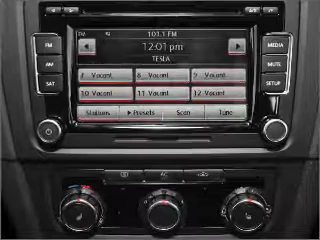 101.1 FM
12:01 pm
TESLA
FM
AM
SAT
MEDIA
MUTE
SETUP
7 Vacant 8 Vacant 9 Vacant
10 Vacant 11 Vacant 12 Vacant
Stations Presets Scan Tune
AC